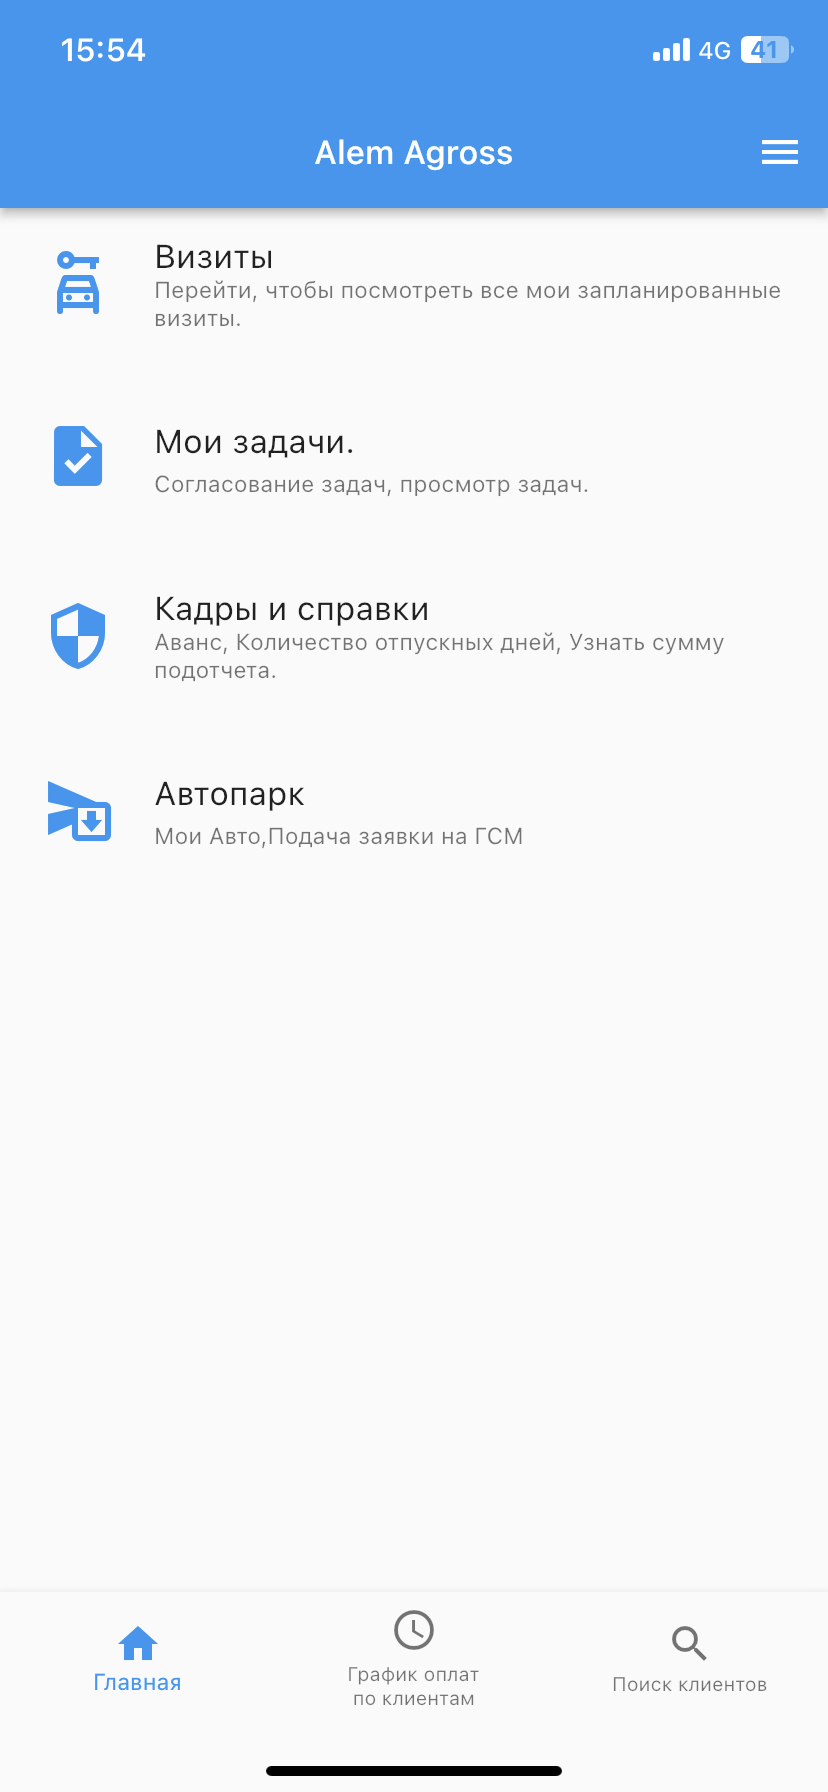 15:54
4G
41
Alem Agross
Визиты
Перейти, чтобы посмотреть все мои запланированные
визиты.
Мои задачи.
Согласование задач, просмотр задач.
Кадры и справки
Аванс, Количество отпускных дней, Узнать сумму
подотчета.
Автопарк
Мои Авто,Подача заявки на ГСМ
Главная
График оплат
по клиентам
Поиск клиентов